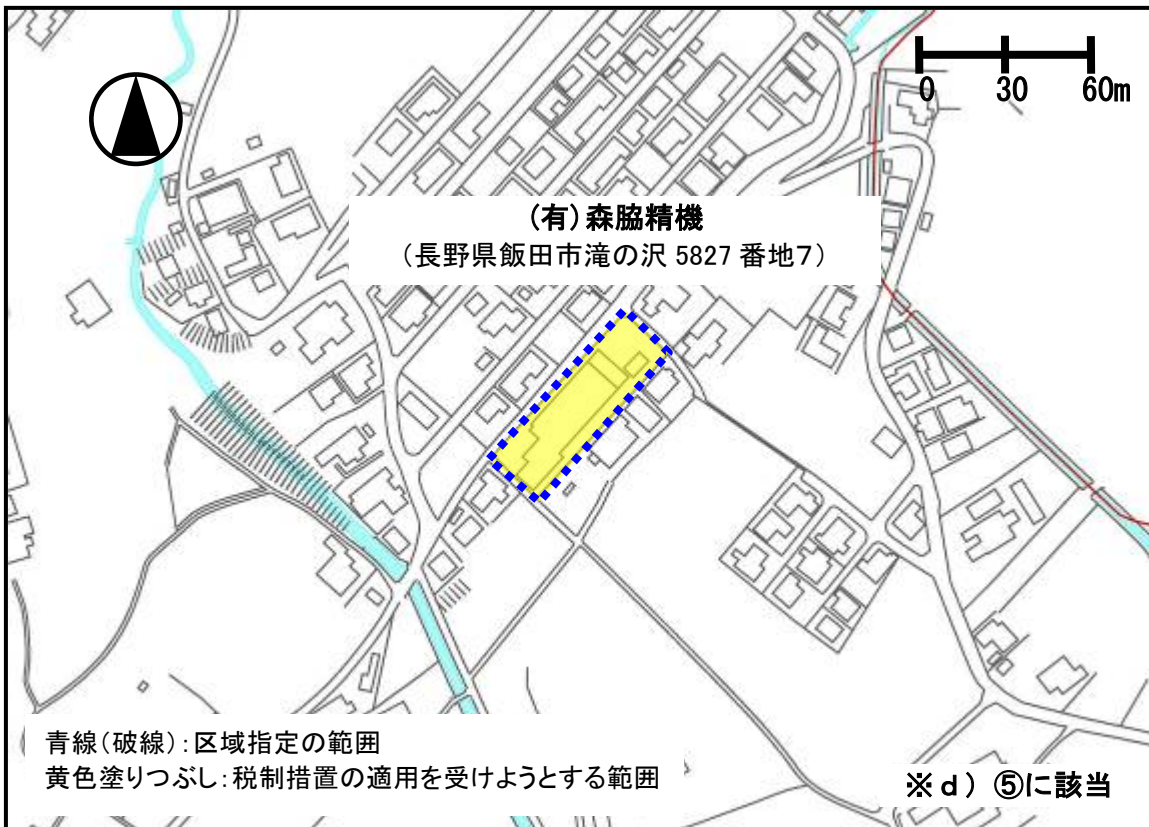 0 30 60m
(有)森脇精機
(長野県飯田市滝の沢 5827 番地7)
青線(破線):区域指定の範囲
黄色塗りつぶし:税制措置の適用を受けようとする範囲
※d)⑤に該当